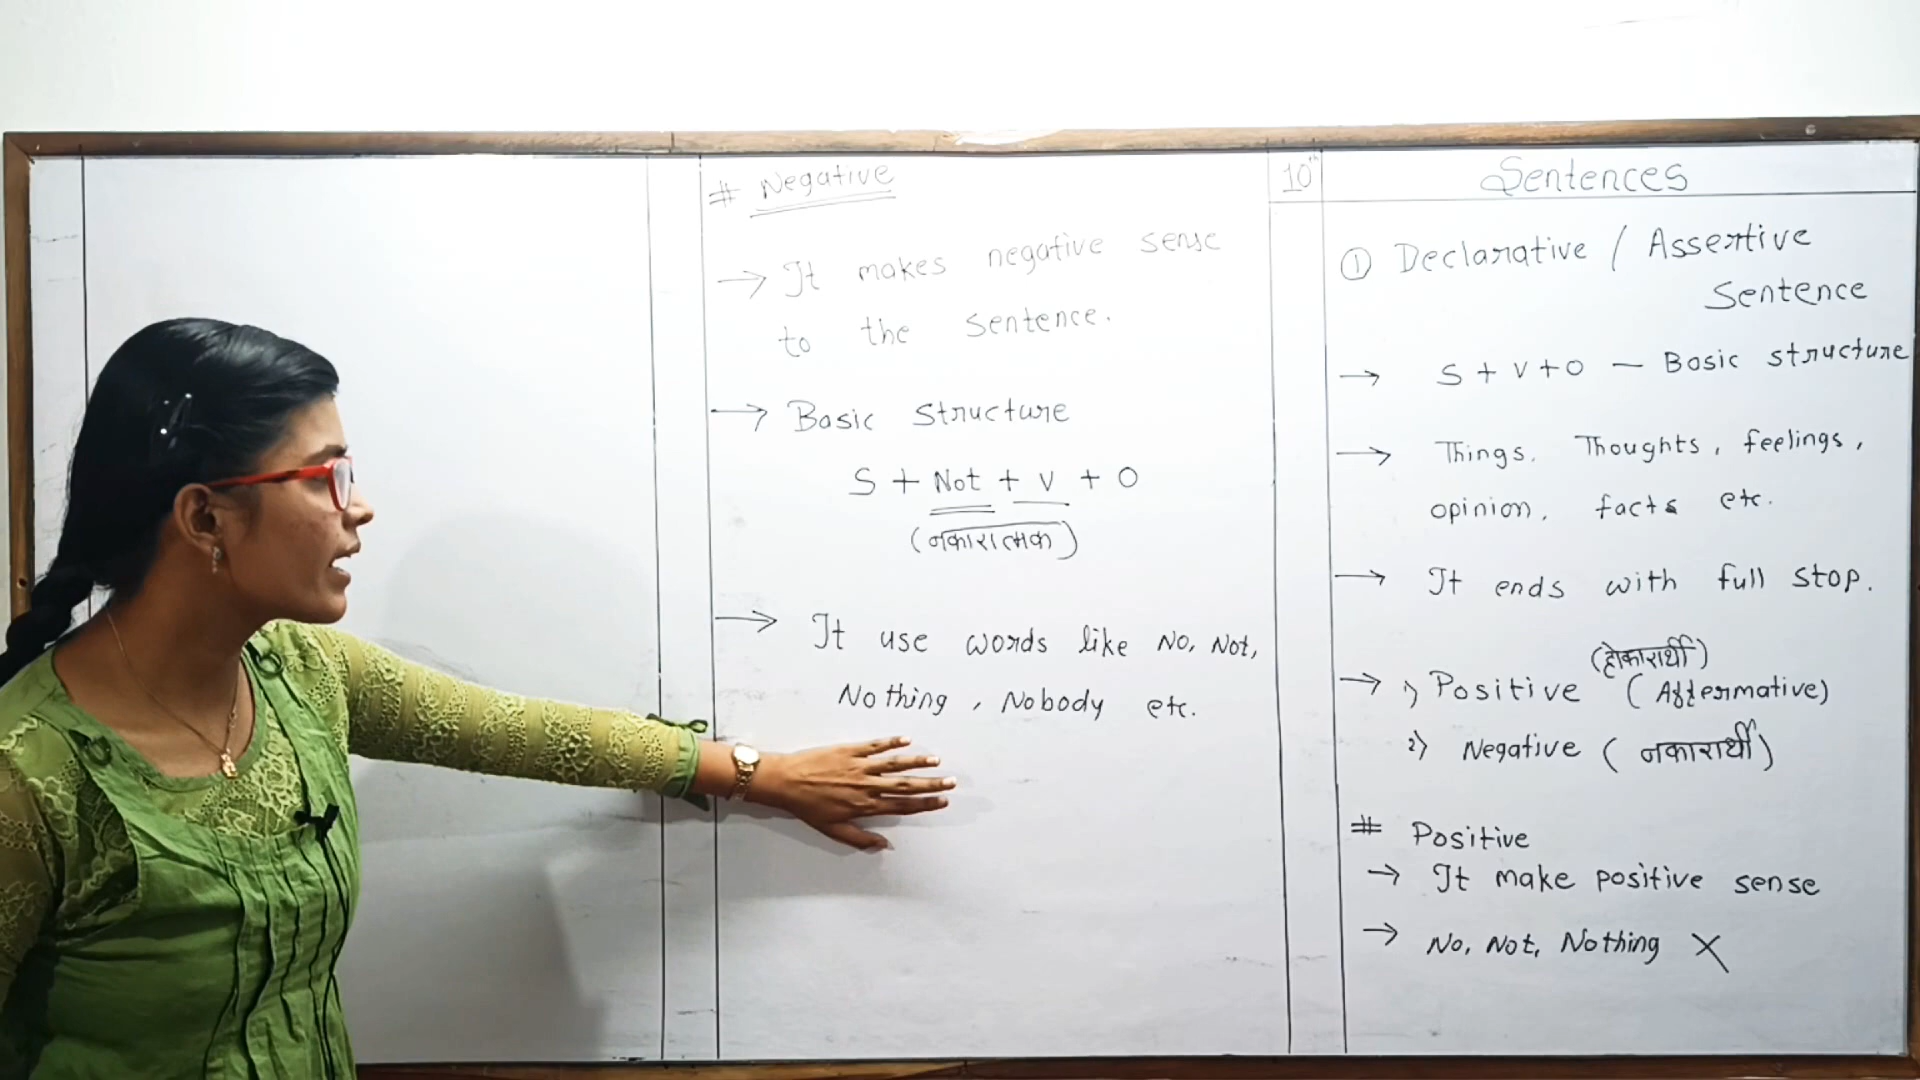 10th
Sentences
① Declarative / Assertive
Sentence
→ S + V + O — Basic structure
→ Things, Thoughts, feelings,
opinion, facts etc.
→ It ends with full stop.
(होकारार्थी)
→ 1) Positive (Affermative)
2) Negative (नकारार्थी)
# Positive
→ It make positive sense
→ No, Not, Nothing X
# Negative
→ It makes negative sense
to the sentence.
→ Basic structure
S + Not + V + O
(नकारात्मक)
→ It use words like No, Not,
Nothing, Nobody etc.